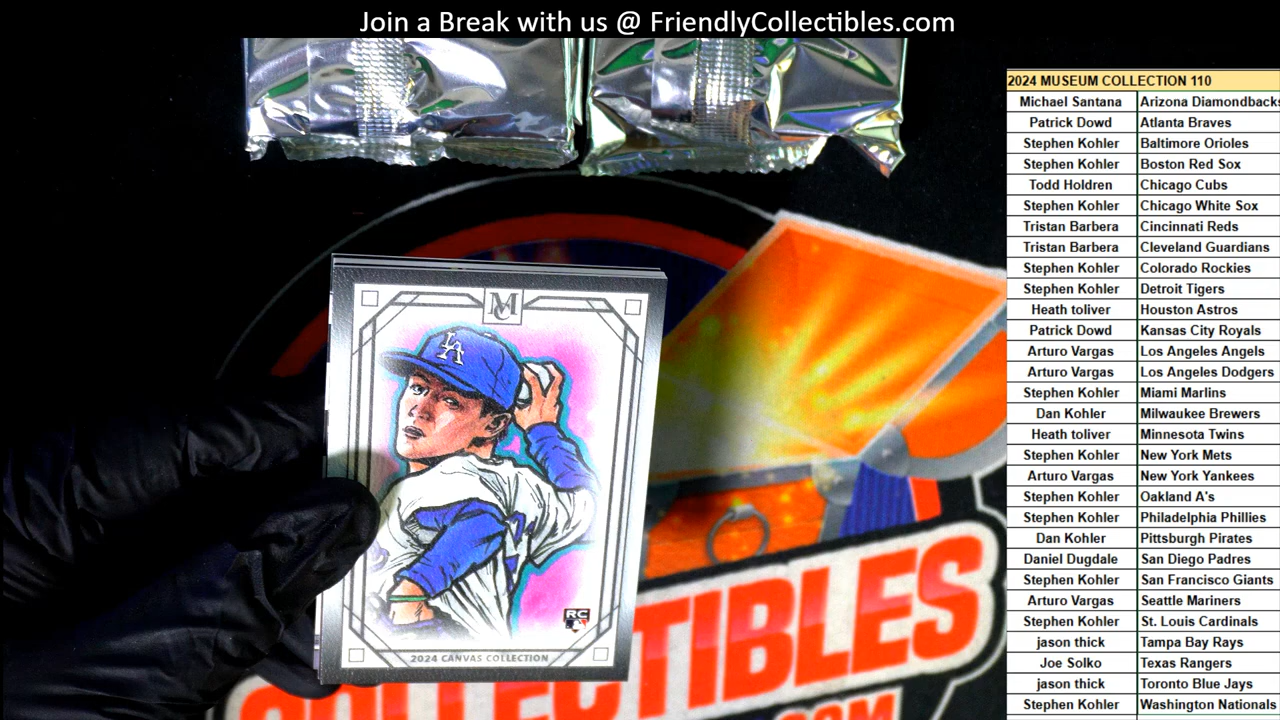 Join a Break with us @ FriendlyCollectibles.com
2024 MUSEUM COLLECTION 110
Michael Santana Arizona Diamondback
Patrick Dowd Atlanta Braves
Stephen Kohler Baltimore Orioles
Stephen Kohler Boston Red Sox
Todd Holdren Chicago Cubs
Stephen Kohler Chicago White Sox
Tristan Barbera Cincinnati Reds
Tristan Barbera Cleveland Guardians
Stephen Kohler Colorado Rockies
Stephen Kohler Detroit Tigers
Heath toliver Houston Astros
Patrick Dowd Kansas City Royals
Arturo Vargas Los Angeles Angels
Arturo Vargas Los Angeles Dodgers
Stephen Kohler Miami Marlins
Dan Kohler Milwaukee Brewers
Heath toliver Minnesota Twins
Stephen Kohler New York Mets
Arturo Vargas New York Yankees
Stephen Kohler Oakland A's
Stephen Kohler Philadelphia Phillies
Dan Kohler Pittsburgh Pirates
Daniel Dugdale San Diego Padres
Stephen Kohler San Francisco Giants
Arturo Vargas Seattle Mariners
Stephen Kohler St. Louis Cardinals
jason thick Tampa Bay Rays
Joe Solko Texas Rangers
jason thick Toronto Blue Jays
Stephen Kohler Washington Nationals
MC
LA
RC
2024 CANVAS COLLECTION
COLLECTIBLES
.COM